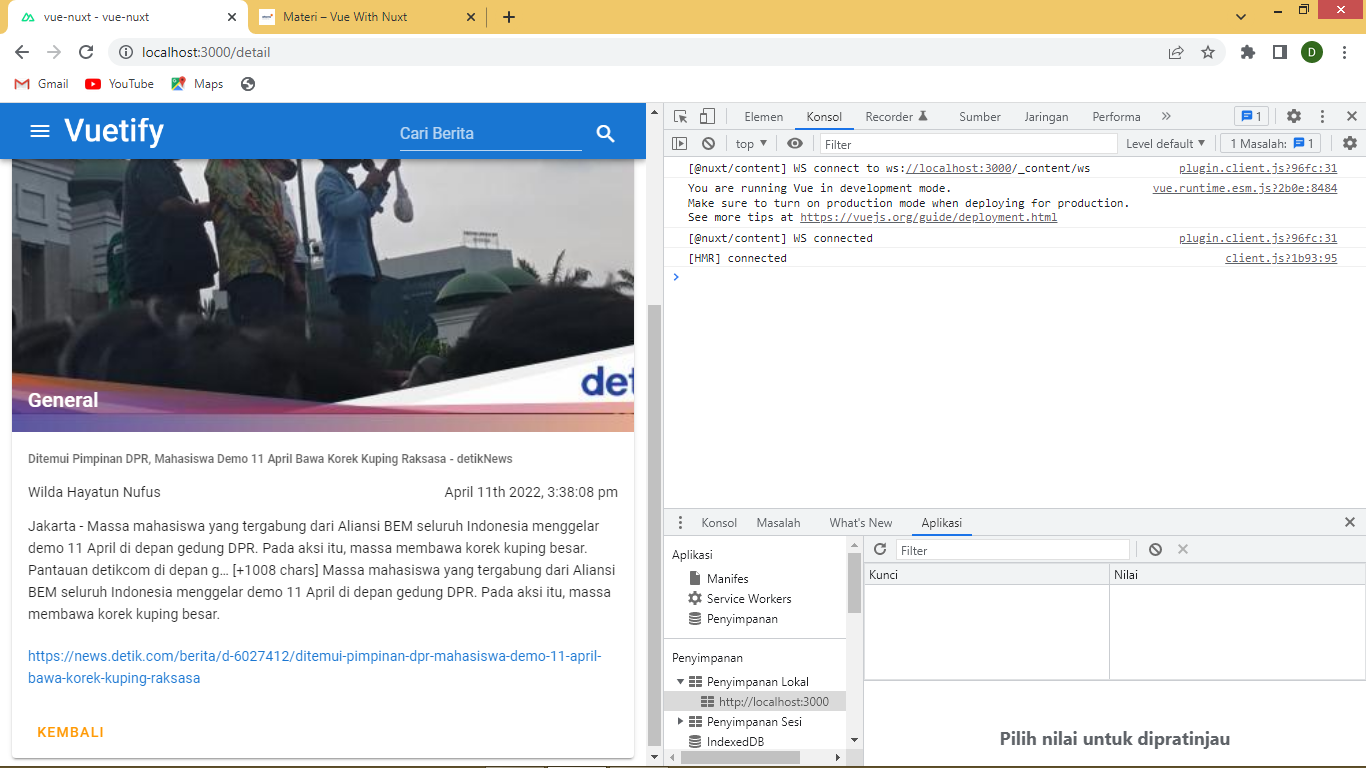 vue-nuxt - vue-nuxt
Materi – Vue With Nuxt
localhost:3000/detail
D
Gmail
YouTube
Maps
Vuetify
Cari Berita
det
General
Ditemui Pimpinan DPR, Mahasiswa Demo 11 April Bawa Korek Kuping Raksasa - detikNews
Wilda Hayatun Nufus
April 11th 2022, 3:38:08 pm
Jakarta - Massa mahasiswa yang tergabung dari Aliansi BEM seluruh Indonesia menggelar
demo 11 April di depan gedung DPR. Pada aksi itu, massa membawa korek kuping besar.
Pantauan detikcom di depan g… [+1008 chars] Massa mahasiswa yang tergabung dari Aliansi
BEM seluruh Indonesia menggelar demo 11 April di depan gedung DPR. Pada aksi itu, massa
membawa korek kuping besar.
https://news.detik.com/berita/d-6027412/ditemui-pimpinan-dpr-mahasiswa-demo-11-april-
bawa-korek-kuping-raksasa
KEMBALI
Elemen
Konsol
Recorder
Sumber
Jaringan
Performa
1
top
Filter
Level default
1 Masalah: 1
[@nuxt/content] WS connect to ws://localhost:3000/_content/ws
plugin.client.js?96fc:31
You are running Vue in development mode.
vue.runtime.esm.js?2b0e:8484
Make sure to turn on production mode when deploying for production.
See more tips at https://vuejs.org/guide/deployment.html
[@nuxt/content] WS connected
plugin.client.js?96fc:31
[HMR] connected
client.js?1b93:95
Konsol
Masalah
What's New
Aplikasi
Aplikasi
Manifes
Service Workers
Penyimpanan
Penyimpanan
Penyimpanan Lokal
http://localhost:3000
Penyimpanan Sesi
IndexedDB
Filter
Kunci
Nilai
Pilih nilai untuk dipratinjau